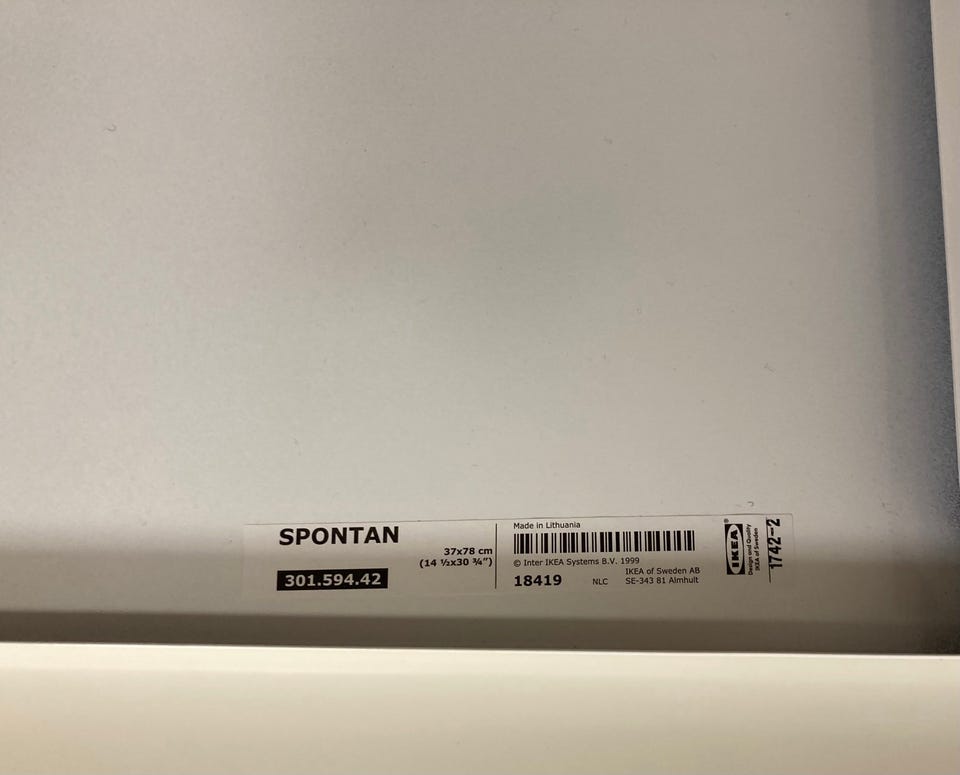 SPONTAN
37x78 cm
(14 ½x30 ¾")
301.594.42
Made in Lithuania
© Inter IKEA Systems B.V. 1999
IKEA of Sweden AB
18419 NLC SE-343 81 Älmhult
IKEA®
Design and Quality
IKEA of Sweden
1742-2